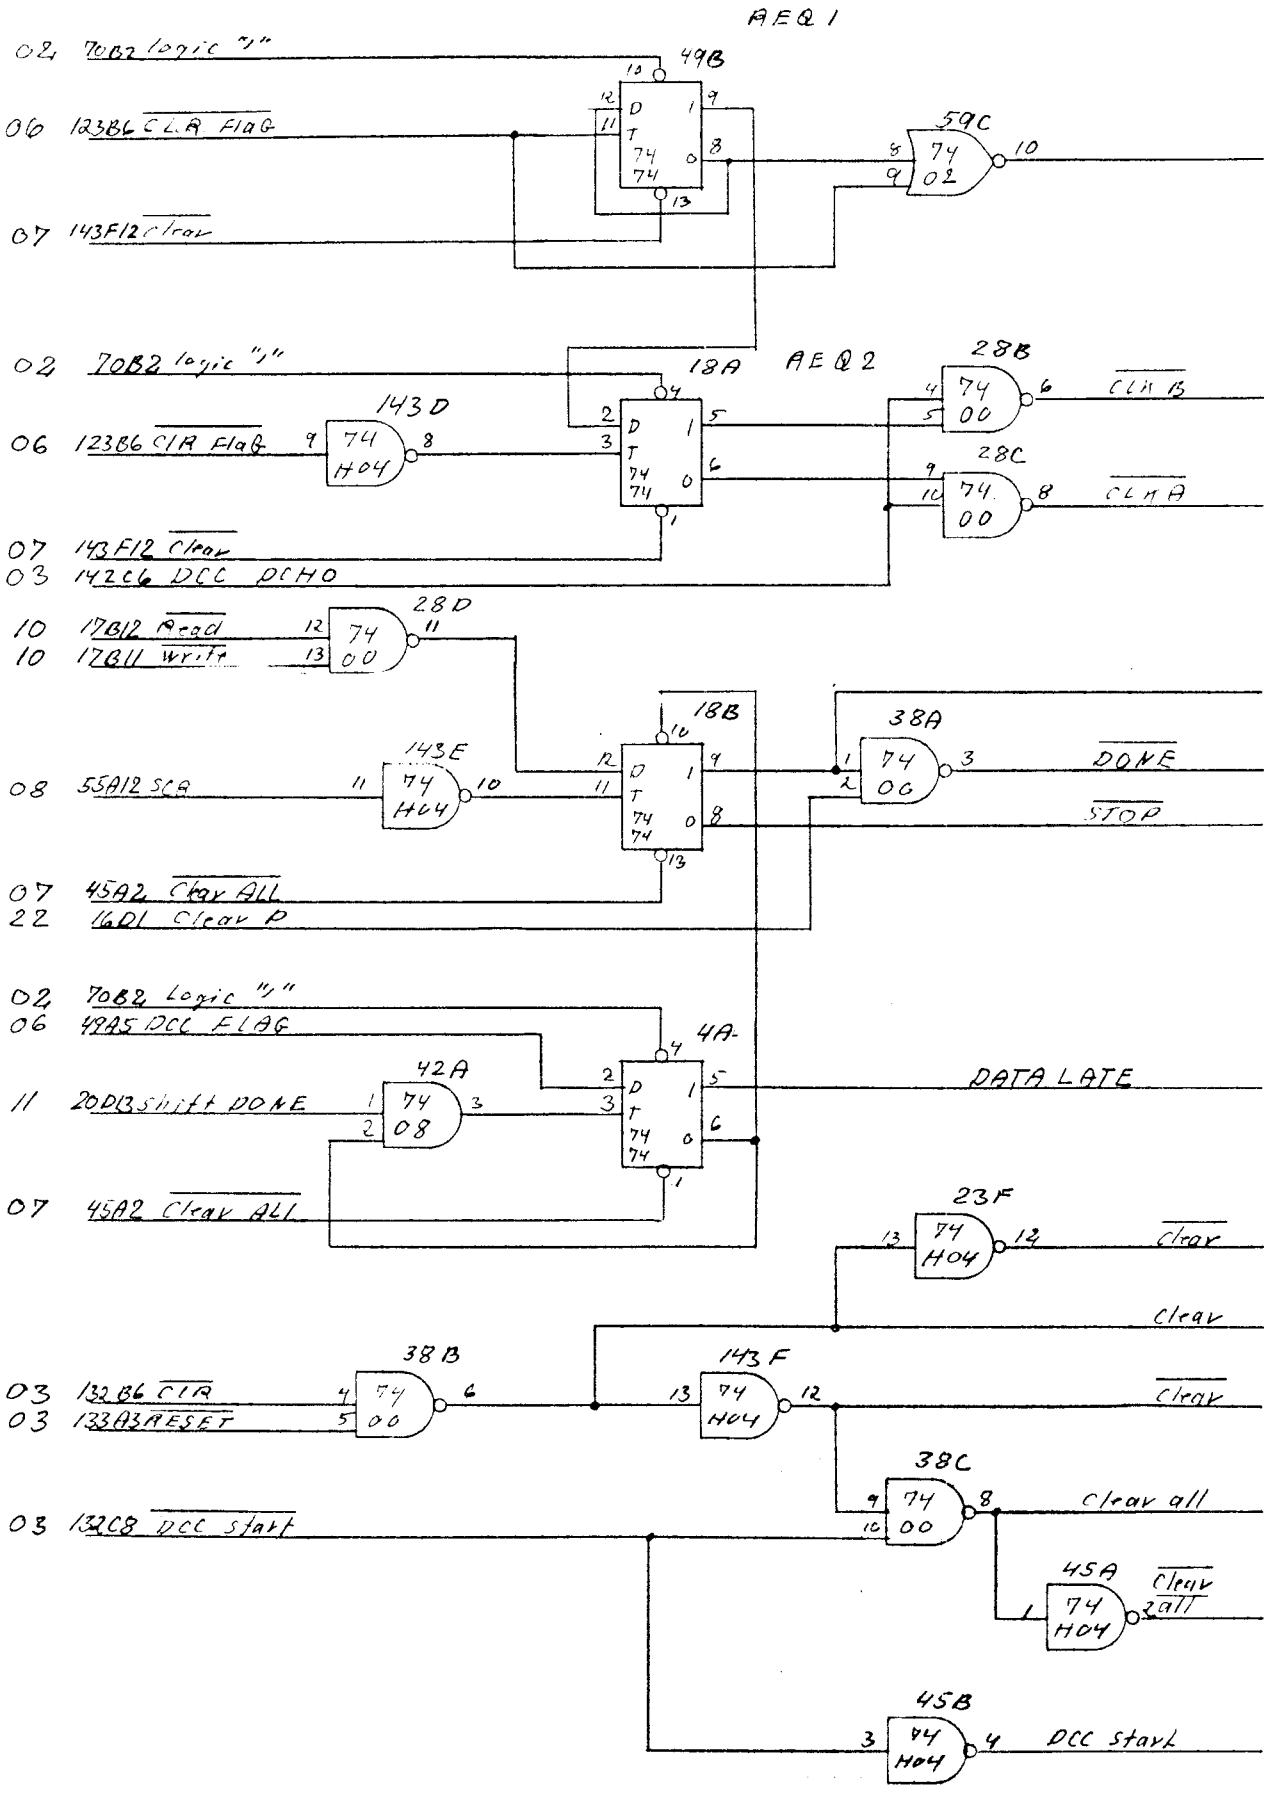 REQ 1
02 70B2 logic "1"
49B
10
12 D 1 9
11 T
74
74
0 8
13
06 123B6 CLR FlaG
59C
8 74 10
9 02
07 143F12 Clear
02 70B2 logic "1"
18A REQ 2
4
2 D 1 5
3 T
74
74
0 6
1
28B
4 74 6 CLK B
5 00
143D
06 123B6 ClR FlaG 9 74 8
H04
28C
9 74 8 CLK A
10 00
07 143F12 Clear
03 142C6 DCC DCHO
28D
10 17B12 Read 12 74 11
10 17B11 Write 13 00
18B
10
12 D 1 9
11 T
74
74
0 8
13
38A
1 74 3 DONE
2 00
STOP
143E
08 55A12 SCR 11 74 10
H04
07 45A2 Clear ALL
22 16D1 Clear P
02 70B2 Logic "1"
06 49A5 DCC FLAG
4A
4
2 D 1 5 DATA LATE
3 T
74
74
0 6
1
42A
11 20D13 Shift DONE 1 74 3
2 08
07 45A2 Clear ALL
23F
13 74 12 Clear
H04
Clear
38B
03 132B6 ClR 4 74 6
03 133A3 RESET 5 00
143F
13 74 12 Clear
H04
38C
9 74 8 Clear all
10 00
03 132C8 DCC Start
45A
1 74 2 Clear
H04 all
45B
3 74 4 DCC Start
H04